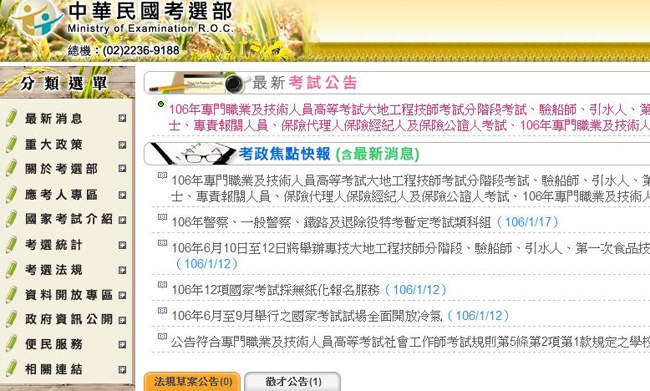 中華民國考選部
Ministry of Examination R.O.C.
總機：(02)2236-9188
分類選單
最新消息
重大政策
關於考選部
應考人專區
國家考試介紹
考選統計
考選法規
資料開放專區
政府資訊公開
便民服務
相關連結
最新 考試公告
106年專門職業及技術人員高等考試大地工程技師考試分階段考試、驗船師、引水人、第
士、專責報關人員、保險代理人保險經紀人及保險公證人考試、106年專門職業及技術人
考政焦點快報 (含最新消息)
106年專門職業及技術人員高等考試大地工程技師考試分階段考試、驗船師、引水人、第
士、專責報關人員、保險代理人保險經紀人及保險公證人考試、106年專門職業及技術人
106年警察、一般警察、鐵路及退除役特考暫定考試類科組（106/1/17）
106年6月10日至12日將舉辦專技大地工程技師分階段、驗船師、引水人、第一次食品技
（106/1/12）
106年12項國家考試採無紙化報名服務（106/1/12）
106年6月至9月舉行之國家考試試場全面開放冷氣（106/1/12）
公告符合專門職業及技術人員高等考試社會工作師考試規則第5條第2項第1款規定之學校
法規草案公告(0)
徵才公告(1)